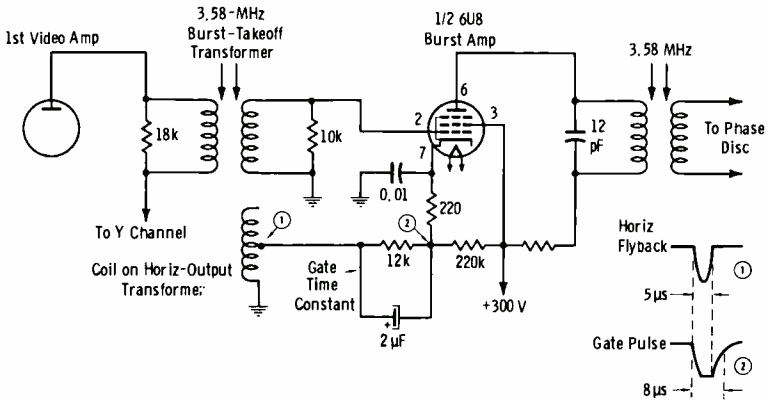 3.58-MHz
Burst-Takeoff
Transformer
1st Video Amp
1/2 6U8
Burst Amp
3.58 MHz
6
2
3
7
18k
10k
12
pF
To Phase
Disc
0.01
220
To Y Channel
1
2
Coil on Horiz-Output
Transformer
Gate
Time
Constant
12k
220k
+
2 µF
+300 V
Horiz
Flyback
1
5 µs
Gate Pulse
2
8 µs